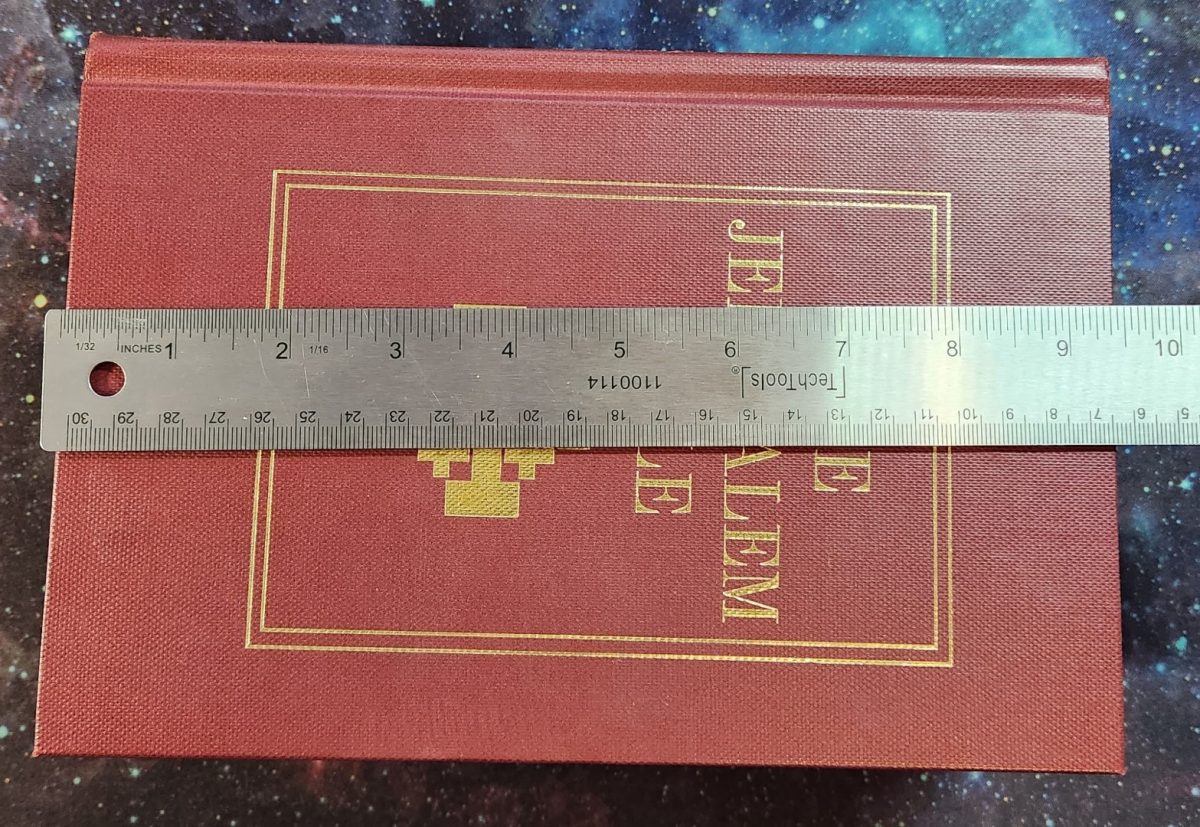 E
JE ALEM
LE
1/32 INCHES 1 2 1/16 3 4 5 6 7 8 9 10
[TechTools]® 1100114
5 6 7 8 9 10 11 12 13 14 15 16 17 18 19 20 21 22 23 24 25 26 27 28 29 30